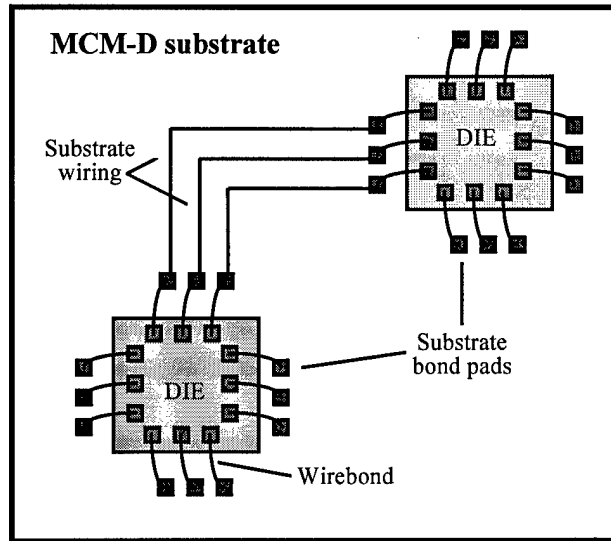 MCM-D substrate
DIE
Substrate
wiring
Substrate
bond pads
DIE
Wirebond